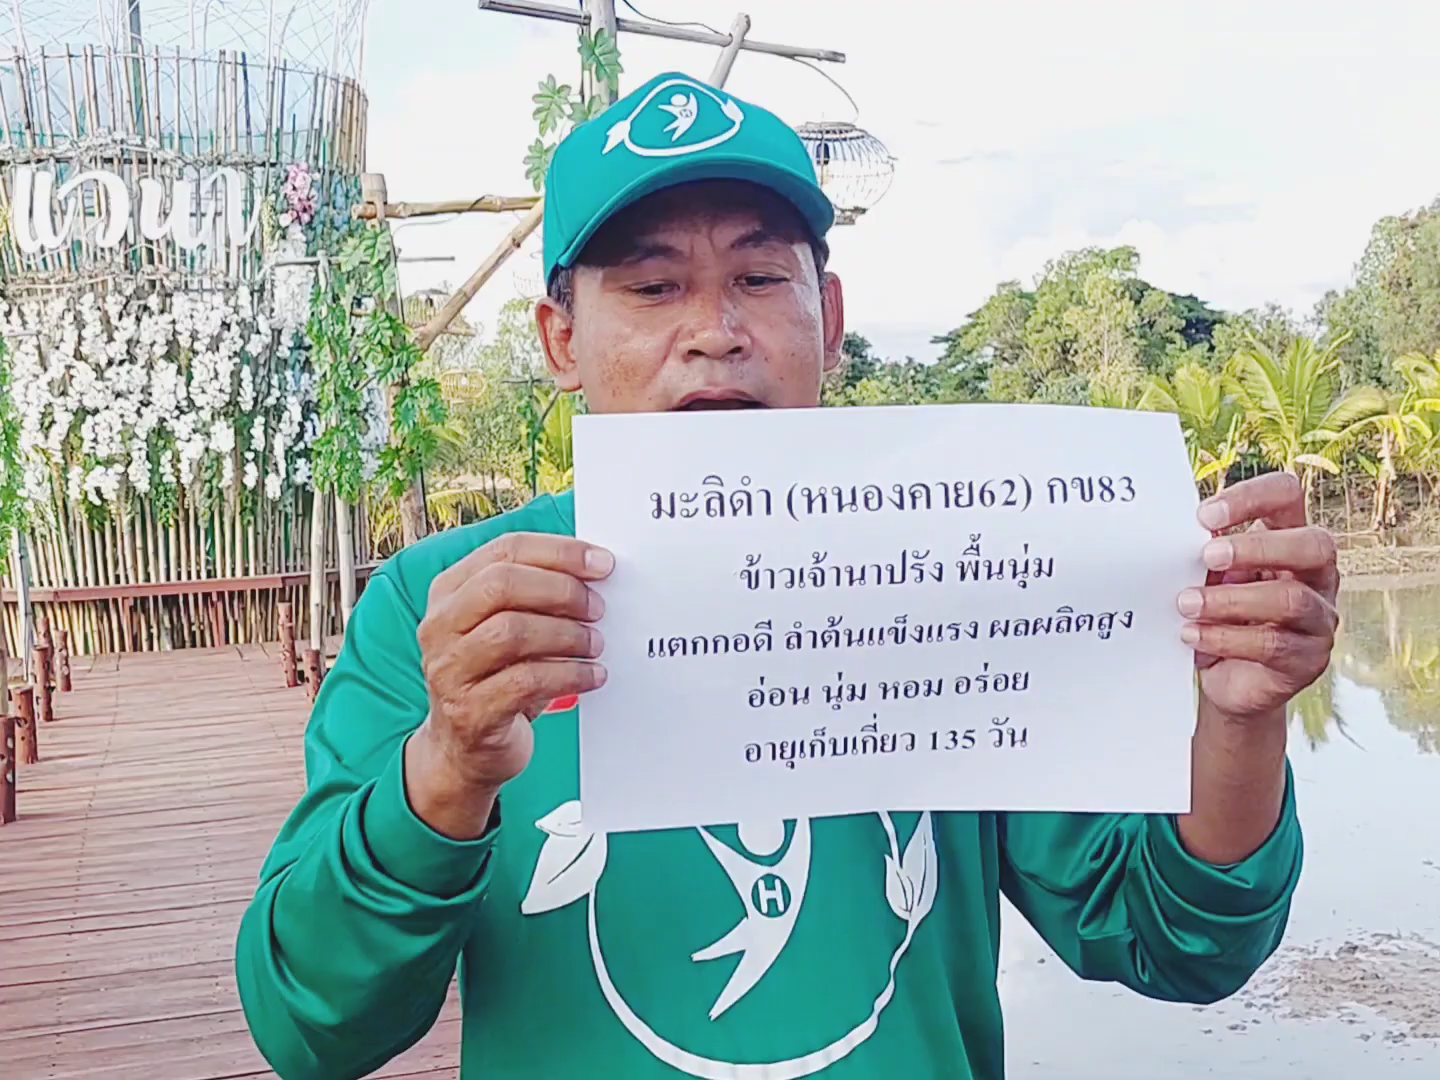 แวนา
H
มะลิดำ (หนองคาย62) กข83
ข้าวเจ้านาปรัง พื้นนุ่ม
แตกกอดี ลำต้นแข็งแรง ผลผลิตสูง
อ่อน นุ่ม หอม อร่อย
อายุเก็บเกี่ยว 135 วัน
H